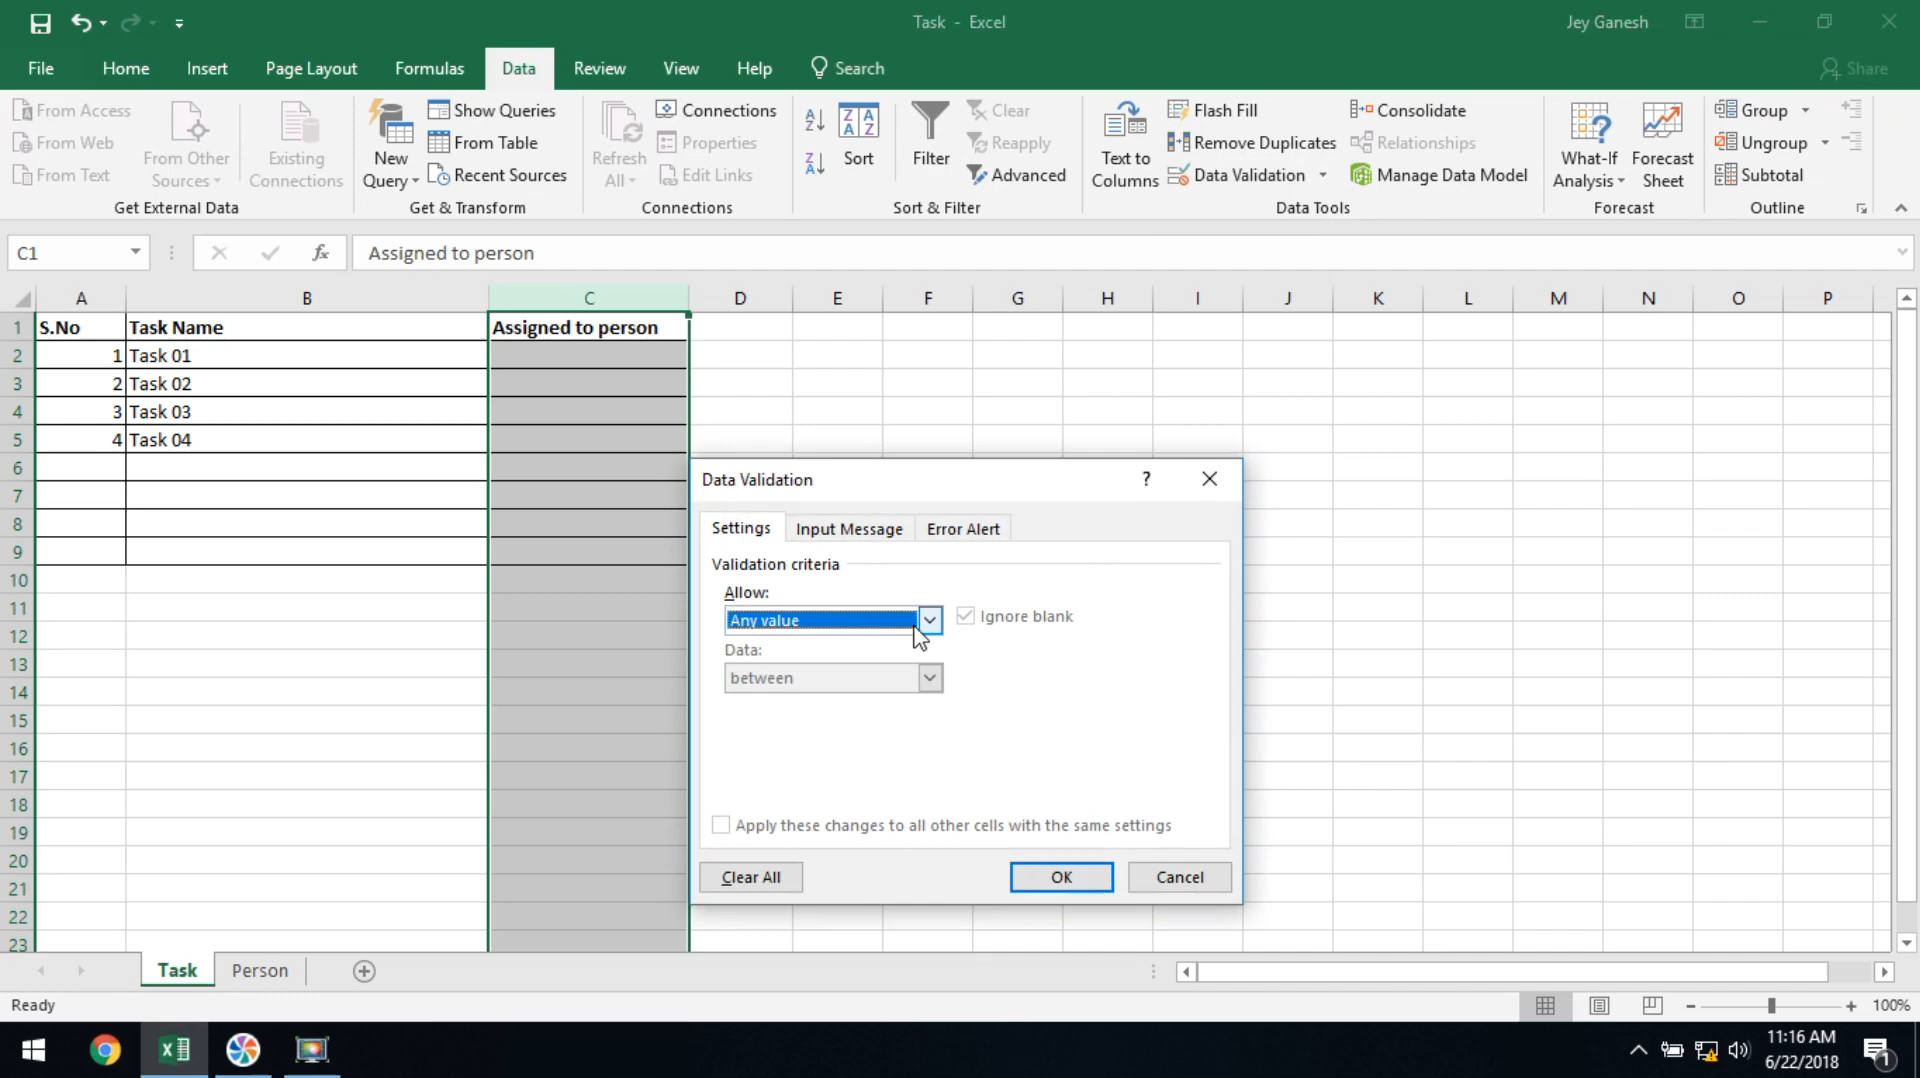 Task - Excel
Jey Ganesh
File Home Insert Page Layout Formulas Data Review View Help Search Share
From Access
From Web
From Text
From Other Sources
Existing Connections
Get External Data
New Query
Show Queries
From Table
Recent Sources
Get & Transform
Refresh All
Connections
Properties
Edit Links
Connections
Sort
Filter
Clear
Reapply
Advanced
Sort & Filter
Text to Columns
Flash Fill
Remove Duplicates
Data Validation
Consolidate
Relationships
Manage Data Model
Data Tools
What-If Analysis
Forecast Sheet
Forecast
Group
Ungroup
Subtotal
Outline
C1 fx Assigned to person
A B C D E F G H I J K L M N O P
1 S.No Task Name Assigned to person
2 1 Task 01
3 2 Task 02
4 3 Task 03
5 4 Task 04
6
7
8
9
10
11
12
13
14
15
16
17
18
19
20
21
22
23
Data Validation ?
Settings Input Message Error Alert
Validation criteria
Allow:
Any value Ignore blank
Data:
between
Apply these changes to all other cells with the same settings
Clear All OK Cancel
Task Person
Ready 100%
11:16 AM
6/22/2018
1